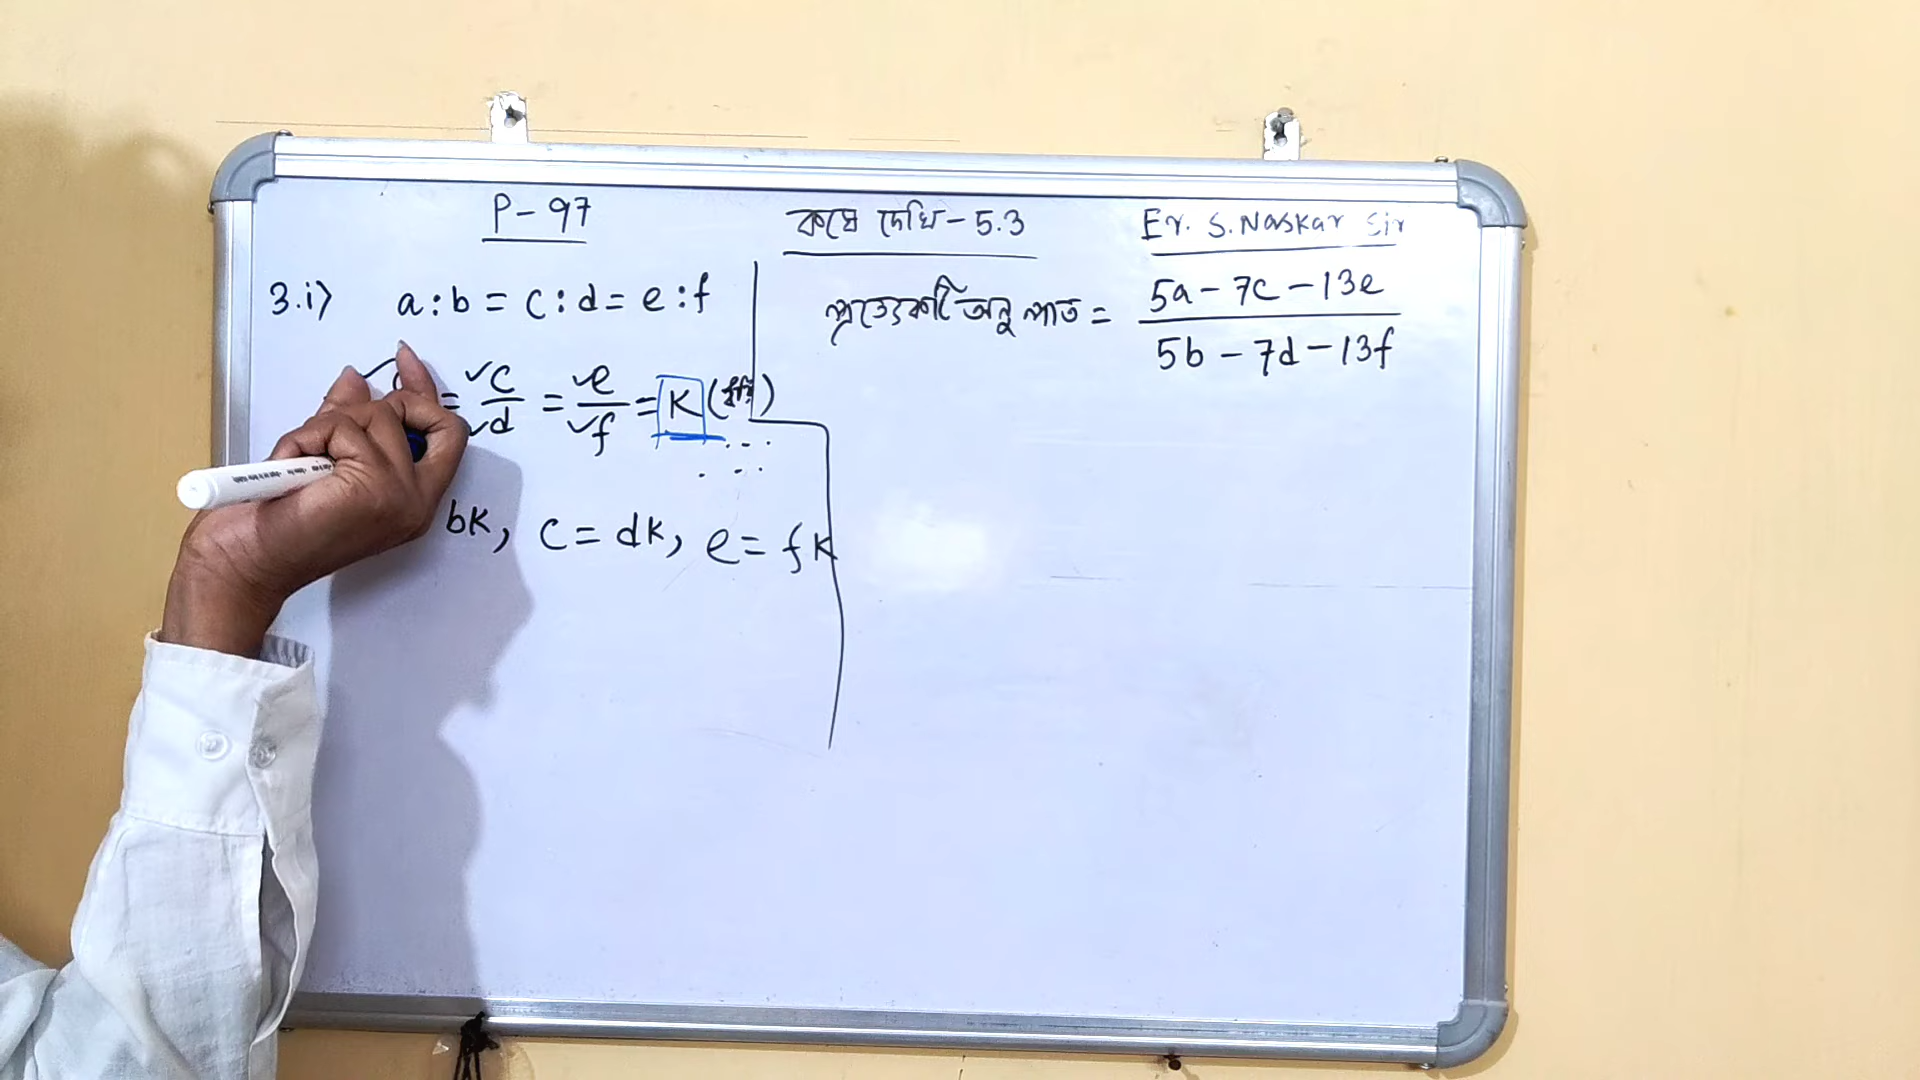 P-97
কষে দেখি-5.3
Er. S. Naskar Sir
3.i) a:b = c:d = e:f
= c/d = e/f = K
bK, c = dK, e = fK
প্রত্যেকটি অনুপাত = (5a-7c-13e)/(5b-7d-13f)